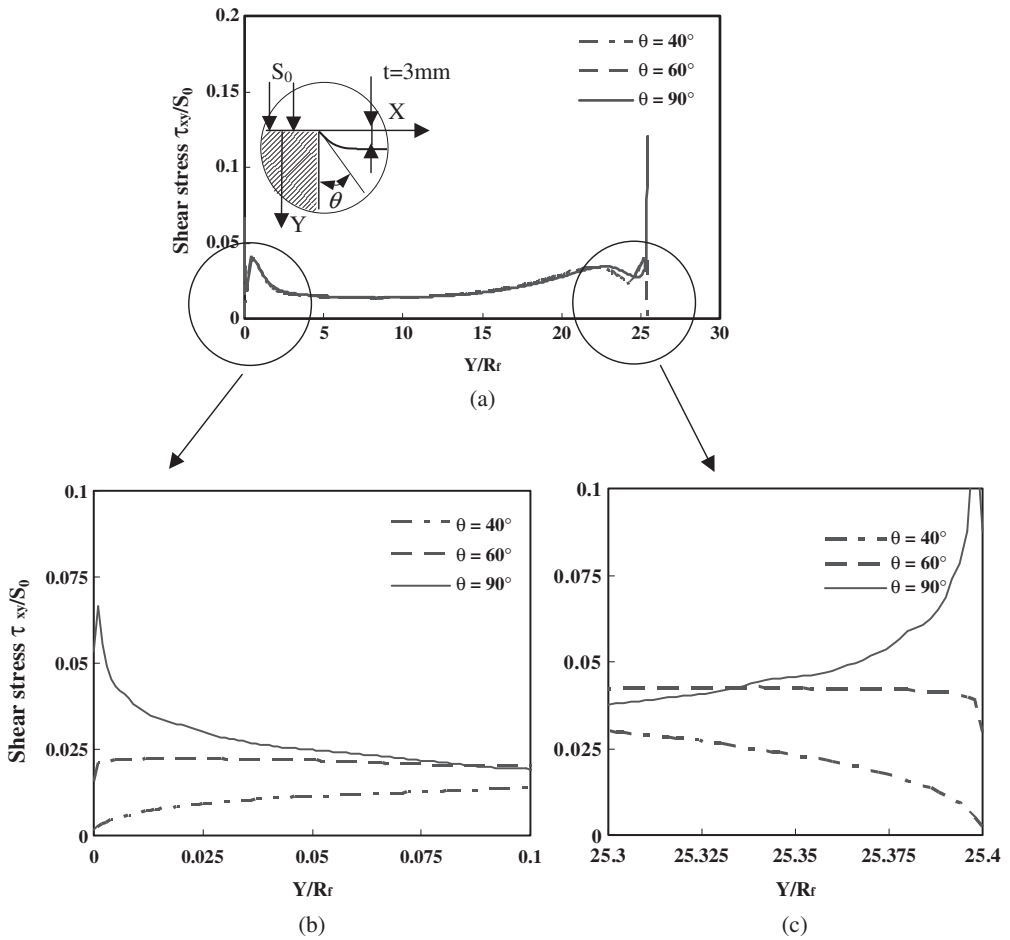 0.2
0.15
0.1
0.05
0
Shear stress τxy/S0
θ = 40°
θ = 60°
θ = 90°
S0
t=3mm
X
θ
Y
0 5 10 15 20 25 30
Y/Rf
(a)
0.1
0.075
0.05
0.025
0
Shear stress τ xy/S0
θ = 40°
θ = 60°
θ = 90°
0 0.025 0.05 0.075 0.1
Y/Rf
(b)
0.1
0.075
0.05
0.025
0
θ = 40°
θ = 60°
θ = 90°
25.3 25.325 25.35 25.375 25.4
Y/Rf
(c)